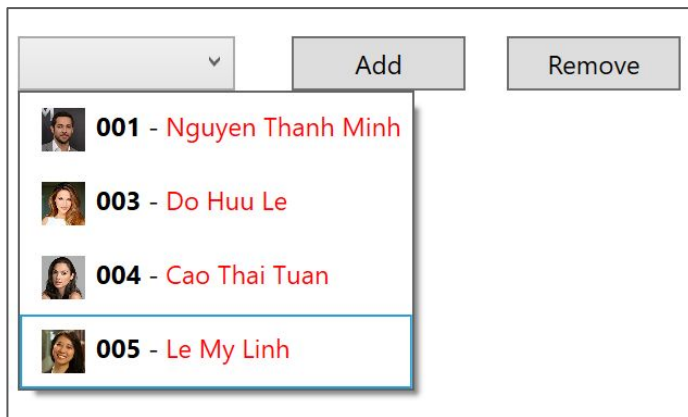 Add
Remove
001 - Nguyen Thanh Minh
003 - Do Huu Le
004 - Cao Thai Tuan
005 - Le My Linh